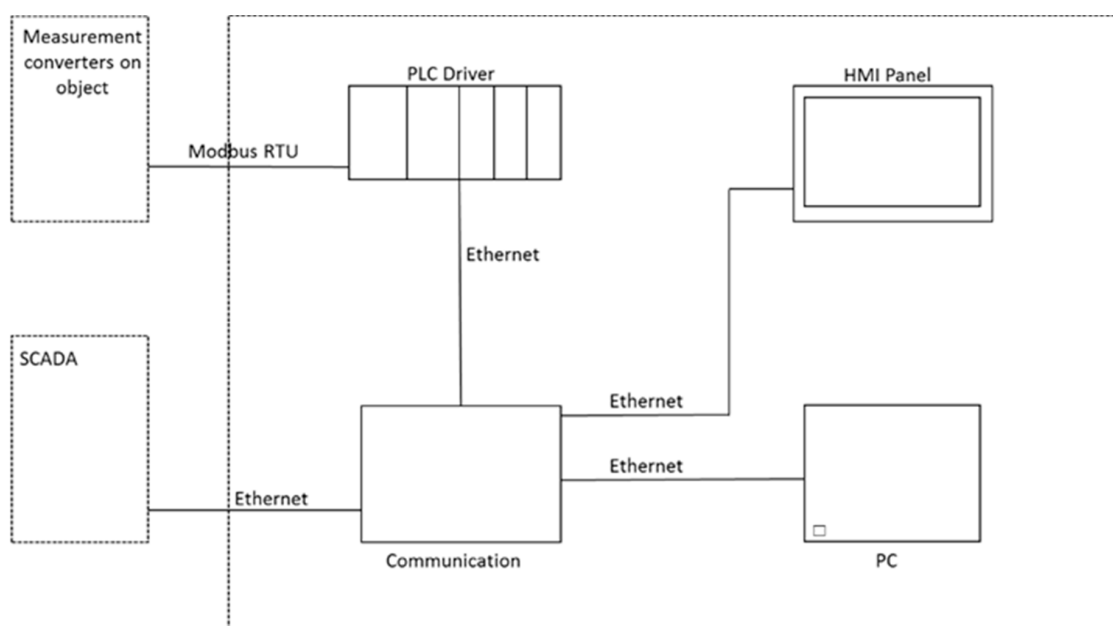 Measurement
converters on
object
PLC Driver
HMI Panel
Modbus RTU
Ethernet
SCADA
Ethernet
Ethernet
Ethernet
Communication
PC